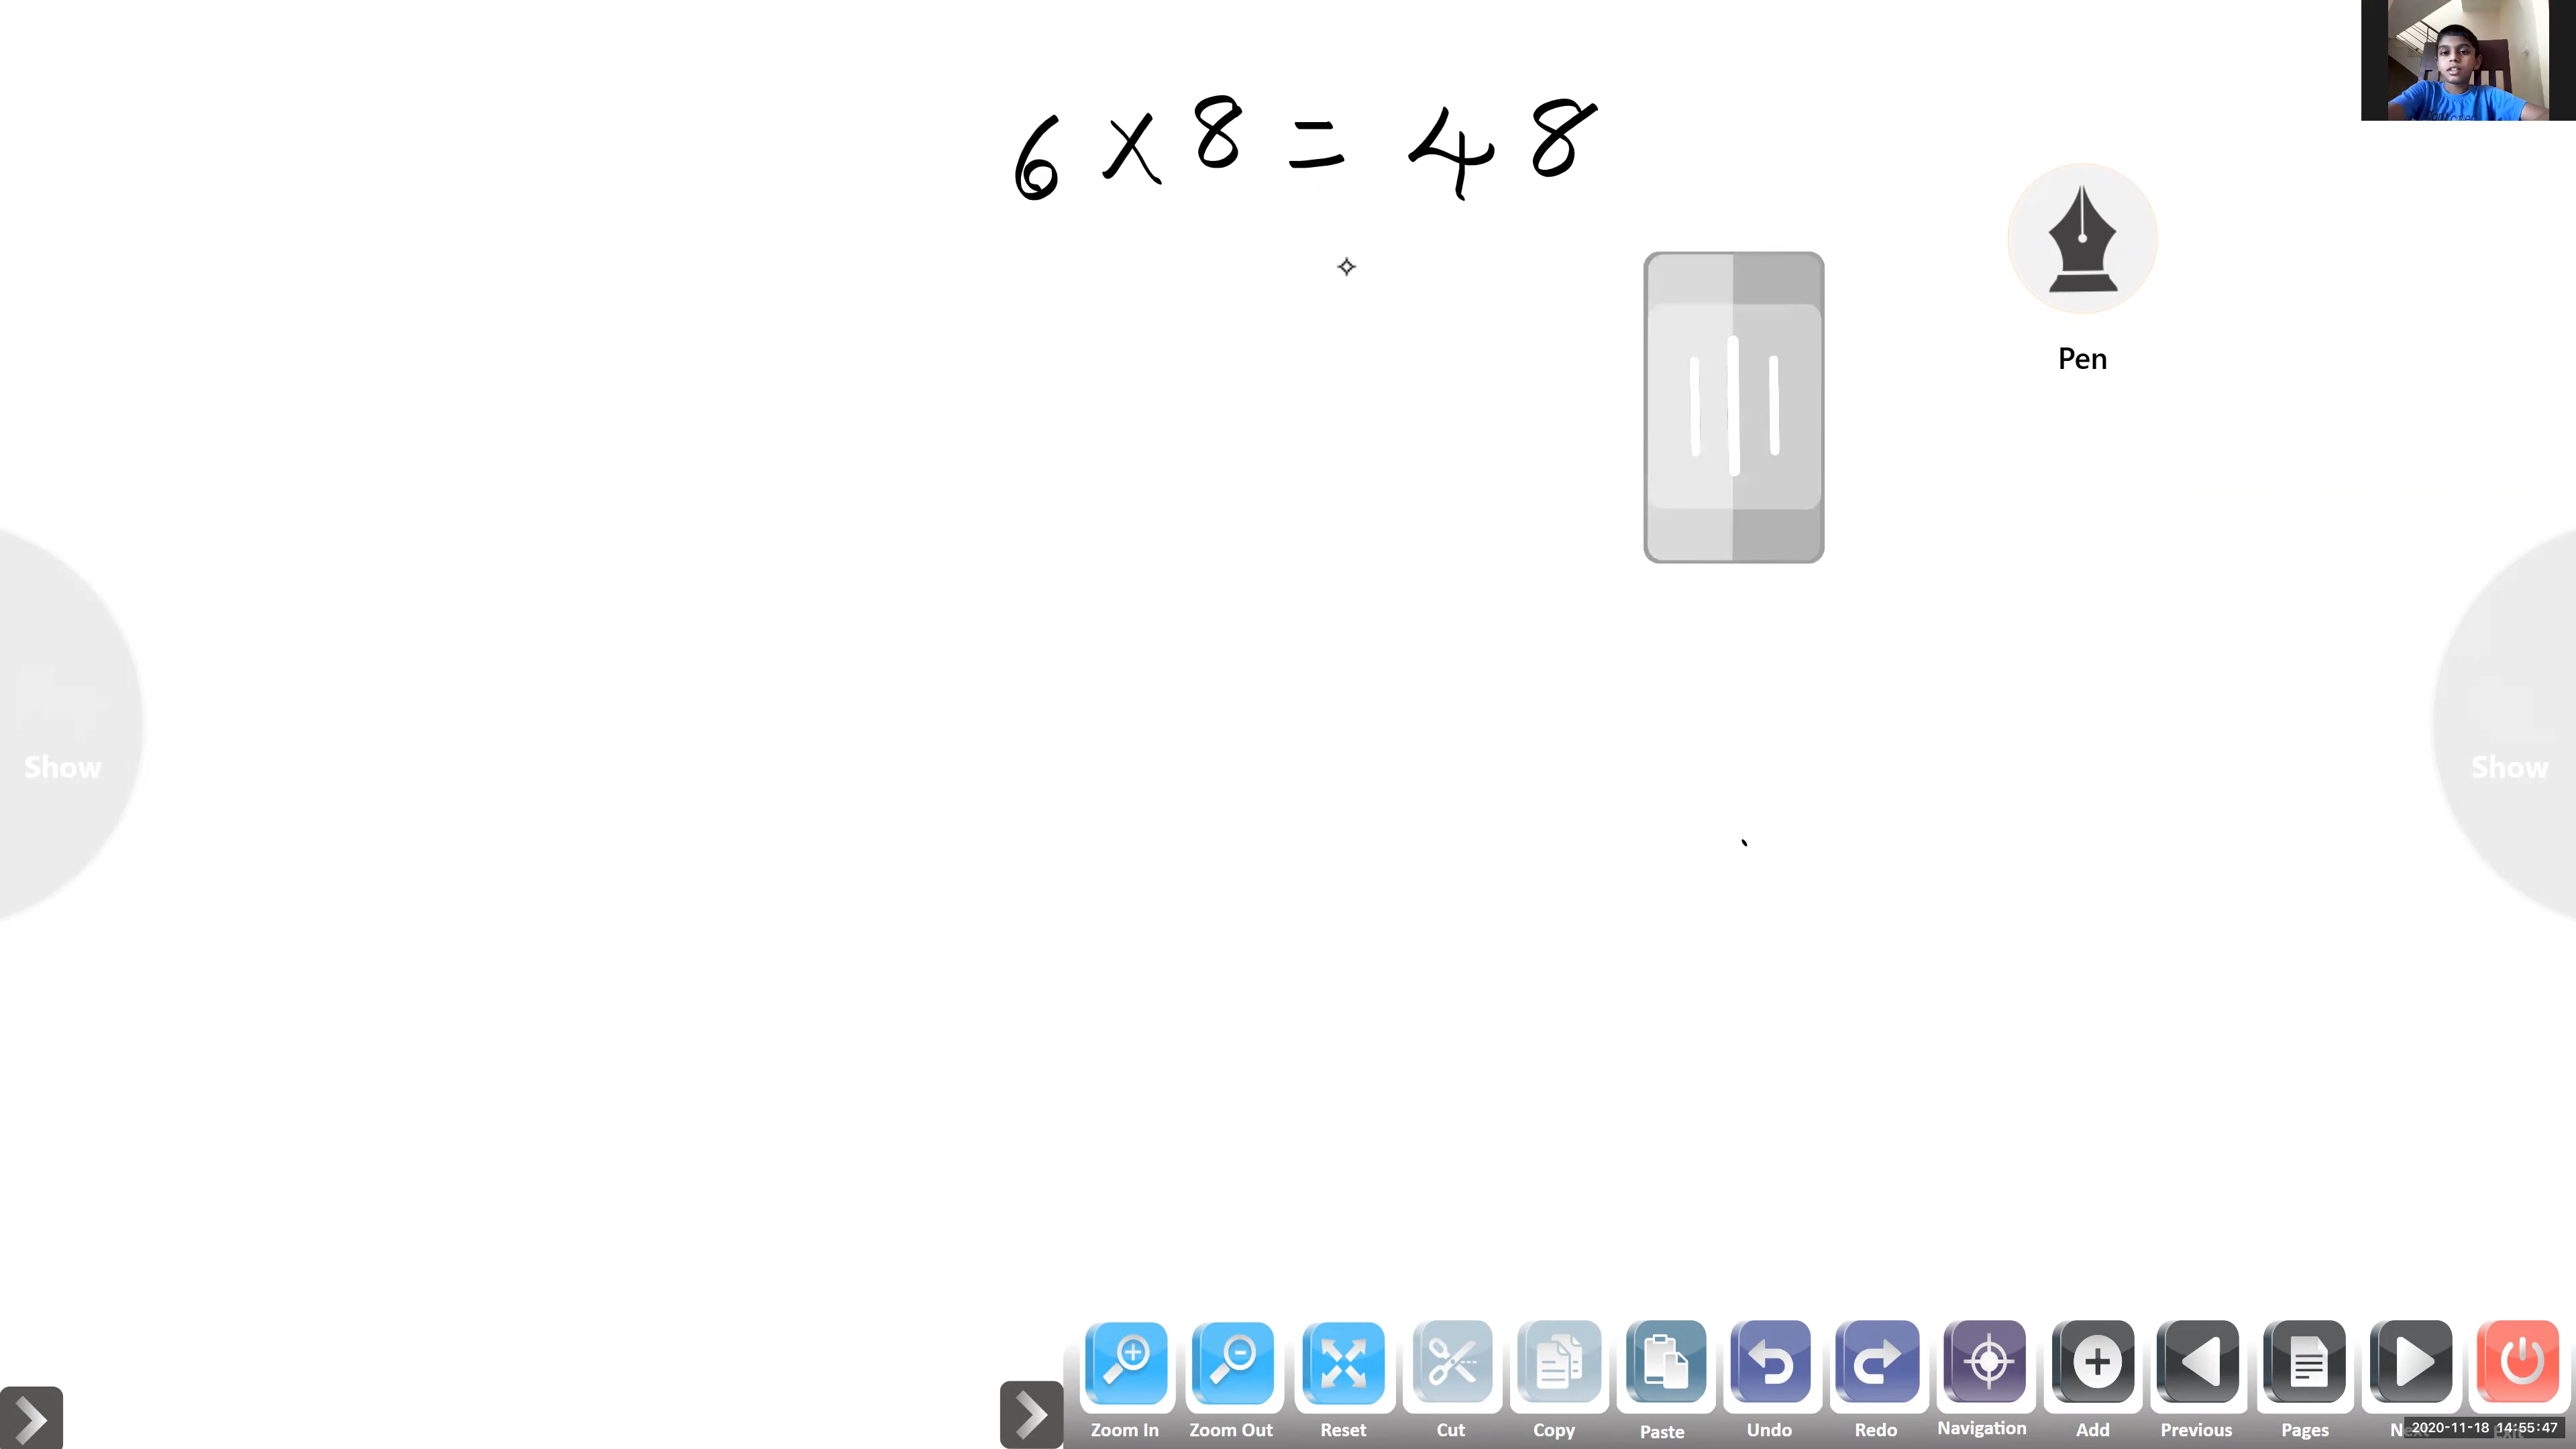 6 x 8 = 48
Pen
Show
Show
Zoom In
Zoom Out
Reset
Cut
Copy
Paste
Undo
Redo
Navigation
Add
Previous
Pages
2020-11-18 14:55:47